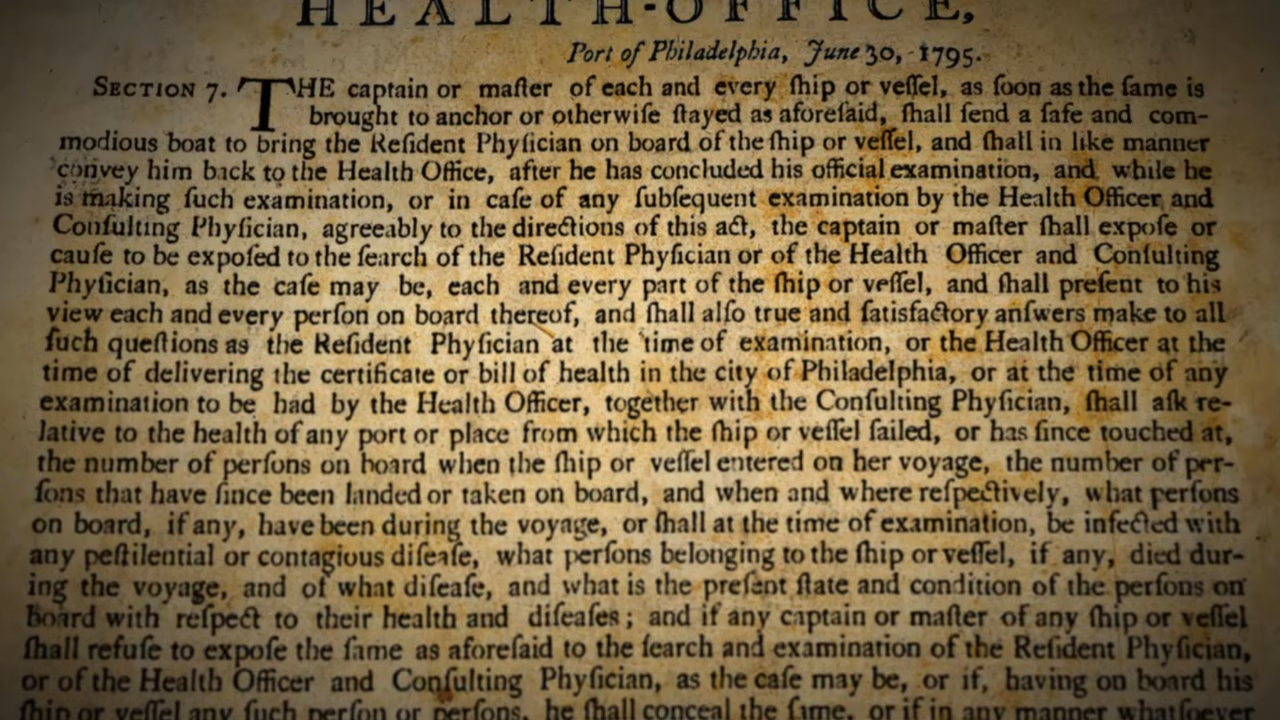 HEALTH-OFFICE,
Port of Philadelphia, June 30, 1795.
SECTION 7. THE captain or maſter of each and every ſhip or veſſel, as ſoon as the ſame is
brought to anchor or otherwiſe ſtayed as aforeſaid, ſhall ſend a ſafe and com-
modious boat to bring the Reſident Phyſician on board of the ſhip or veſſel, and ſhall in like manner
convey him back to the Health Office, after he has concluded his official examination, and while he
is making ſuch examination, or in caſe of any ſubſequent examination by the Health Officer and
Conſulting Phyſician, agreeably to the directions of this act, the captain or maſter ſhall expoſe or
cauſe to be expoſed to the ſearch of the Reſident Phyſician or of the Health Officer and Conſulting
Phyſician, as the caſe may be, each and every part of the ſhip or veſſel, and ſhall preſent to his
view each and every perſon on board thereof, and ſhall alſo true and ſatisfactory anſwers make to all
ſuch queſtions as the Reſident Phyſician at the time of examination, or the Health Officer at the
time of delivering the certificate or bill of health in the city of Philadelphia, or at the time of any
examination to be had by the Health Officer, together with the Conſulting Phyſician, ſhall aſk re-
lative to the health of any port or place from which the ſhip or veſſel ſailed, or has ſince touched at,
the number of perſons on board when the ſhip or veſſel entered on her voyage, the number of per-
ſons that have ſince been landed or taken on board, and when and where reſpectively, what perſons
on board, if any, have been during the voyage, or ſhall at the time of examination, be infected with
any peſtilential or contagious diſeaſe, what perſons belonging to the ſhip or veſſel, if any, died dur-
ing the voyage, and of what diſeaſe, and what is the preſent ſtate and condition of the perſons on
board with reſpect to their health and diſeaſes; and if any captain or maſter of any ſhip or veſſel
ſhall refuſe to expoſe the ſame as aforeſaid to the ſearch and examination of the Reſident Phyſician,
or of the Health Officer and Conſulting Phyſician, as the caſe may be, or if, having on board his
ſhip or veſſel any ſuch perſon or perſons, he ſhall conceal the ſame, or if in any manner whatſoever